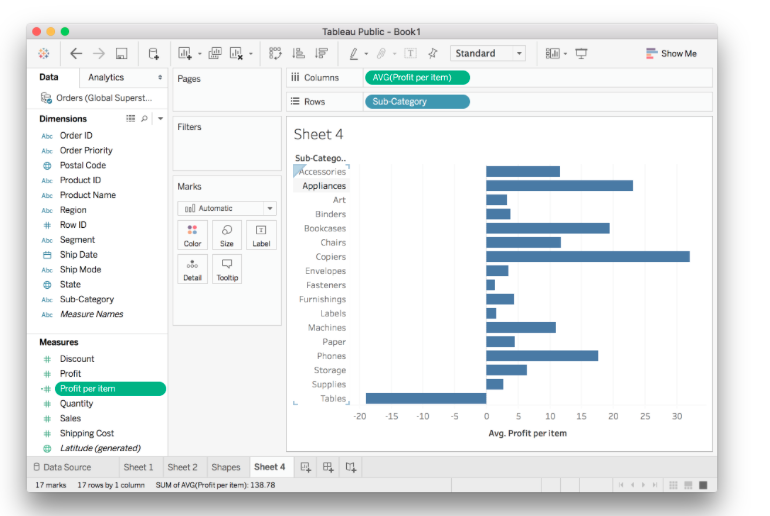 Tableau Public - Book1
Standard
Show Me
Data
Analytics
Orders (Global Superst...
Dimensions
Abc Order ID
Abc Order Priority
Postal Code
Abc Product ID
Abc Product Name
Abc Region
# Row ID
Abc Segment
Ship Date
Abc Ship Mode
State
Abc Sub-Category
Abc Measure Names
Measures
# Discount
# Profit
# Profit per item
# Quantity
# Sales
# Shipping Cost
Latitude (generated)
Pages
Filters
Marks
Automatic
Color
Size
Label
Detail
Tooltip
Columns
AVG(Profit per item)
Rows
Sub-Category
Sheet 4
Sub-Catego..
Accessories
Appliances
Art
Binders
Bookcases
Chairs
Copiers
Envelopes
Fasteners
Furnishings
Labels
Machines
Paper
Phones
Storage
Supplies
Tables
-20 -15 -10 -5 0 5 10 15 20 25 30
Avg. Profit per item
Data Source
Sheet 1
Sheet 2
Shapes
Sheet 4
17 marks 17 rows by 1 column SUM of AVG(Profit per item): 138.78